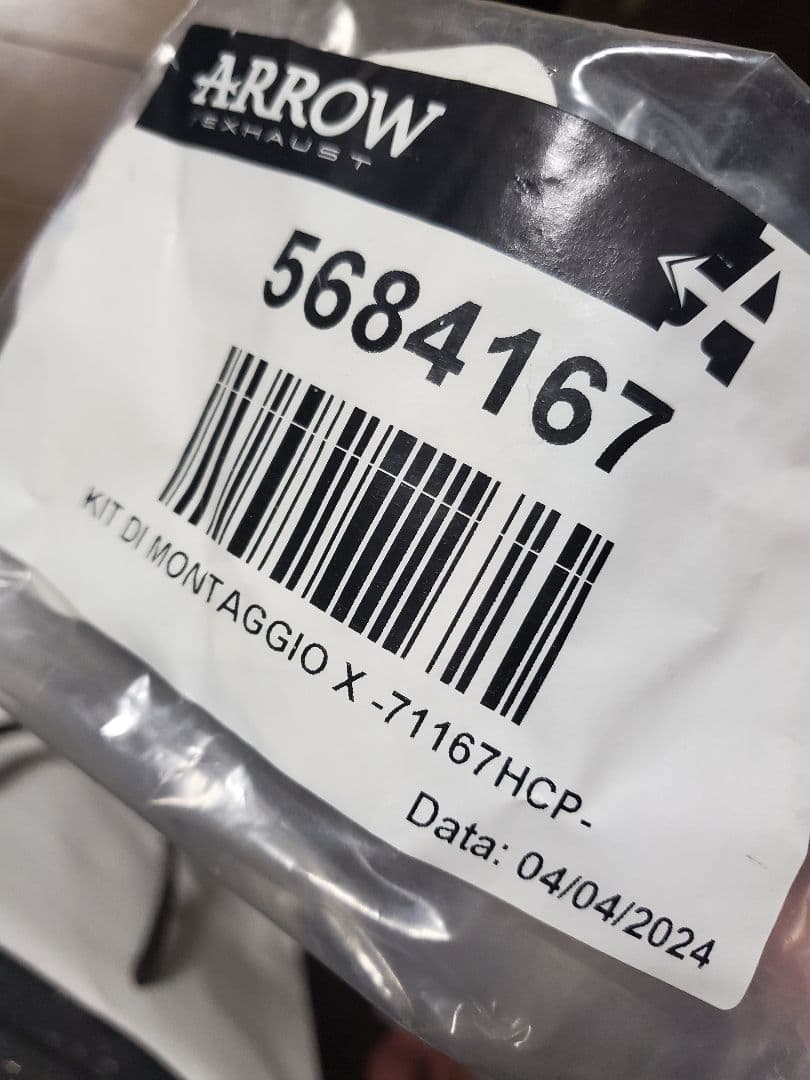 ARROW
EXHAUST
5684167
KIT DI MONTAGGIO X -71167HCP-
Data: 04/04/2024